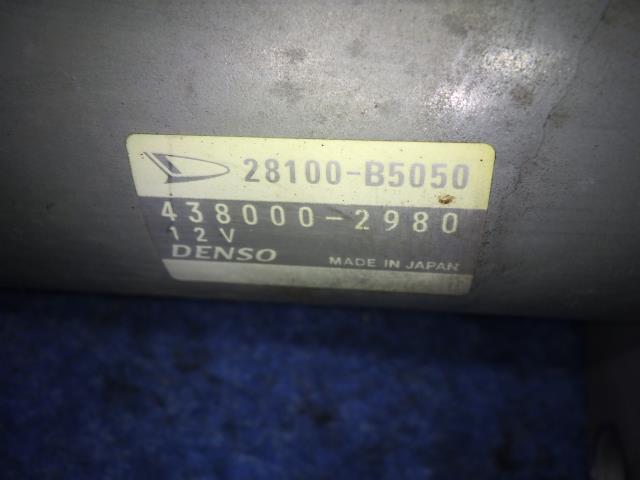 28100-B5050
438000-2980
12V
DENSO MADE IN JAPAN